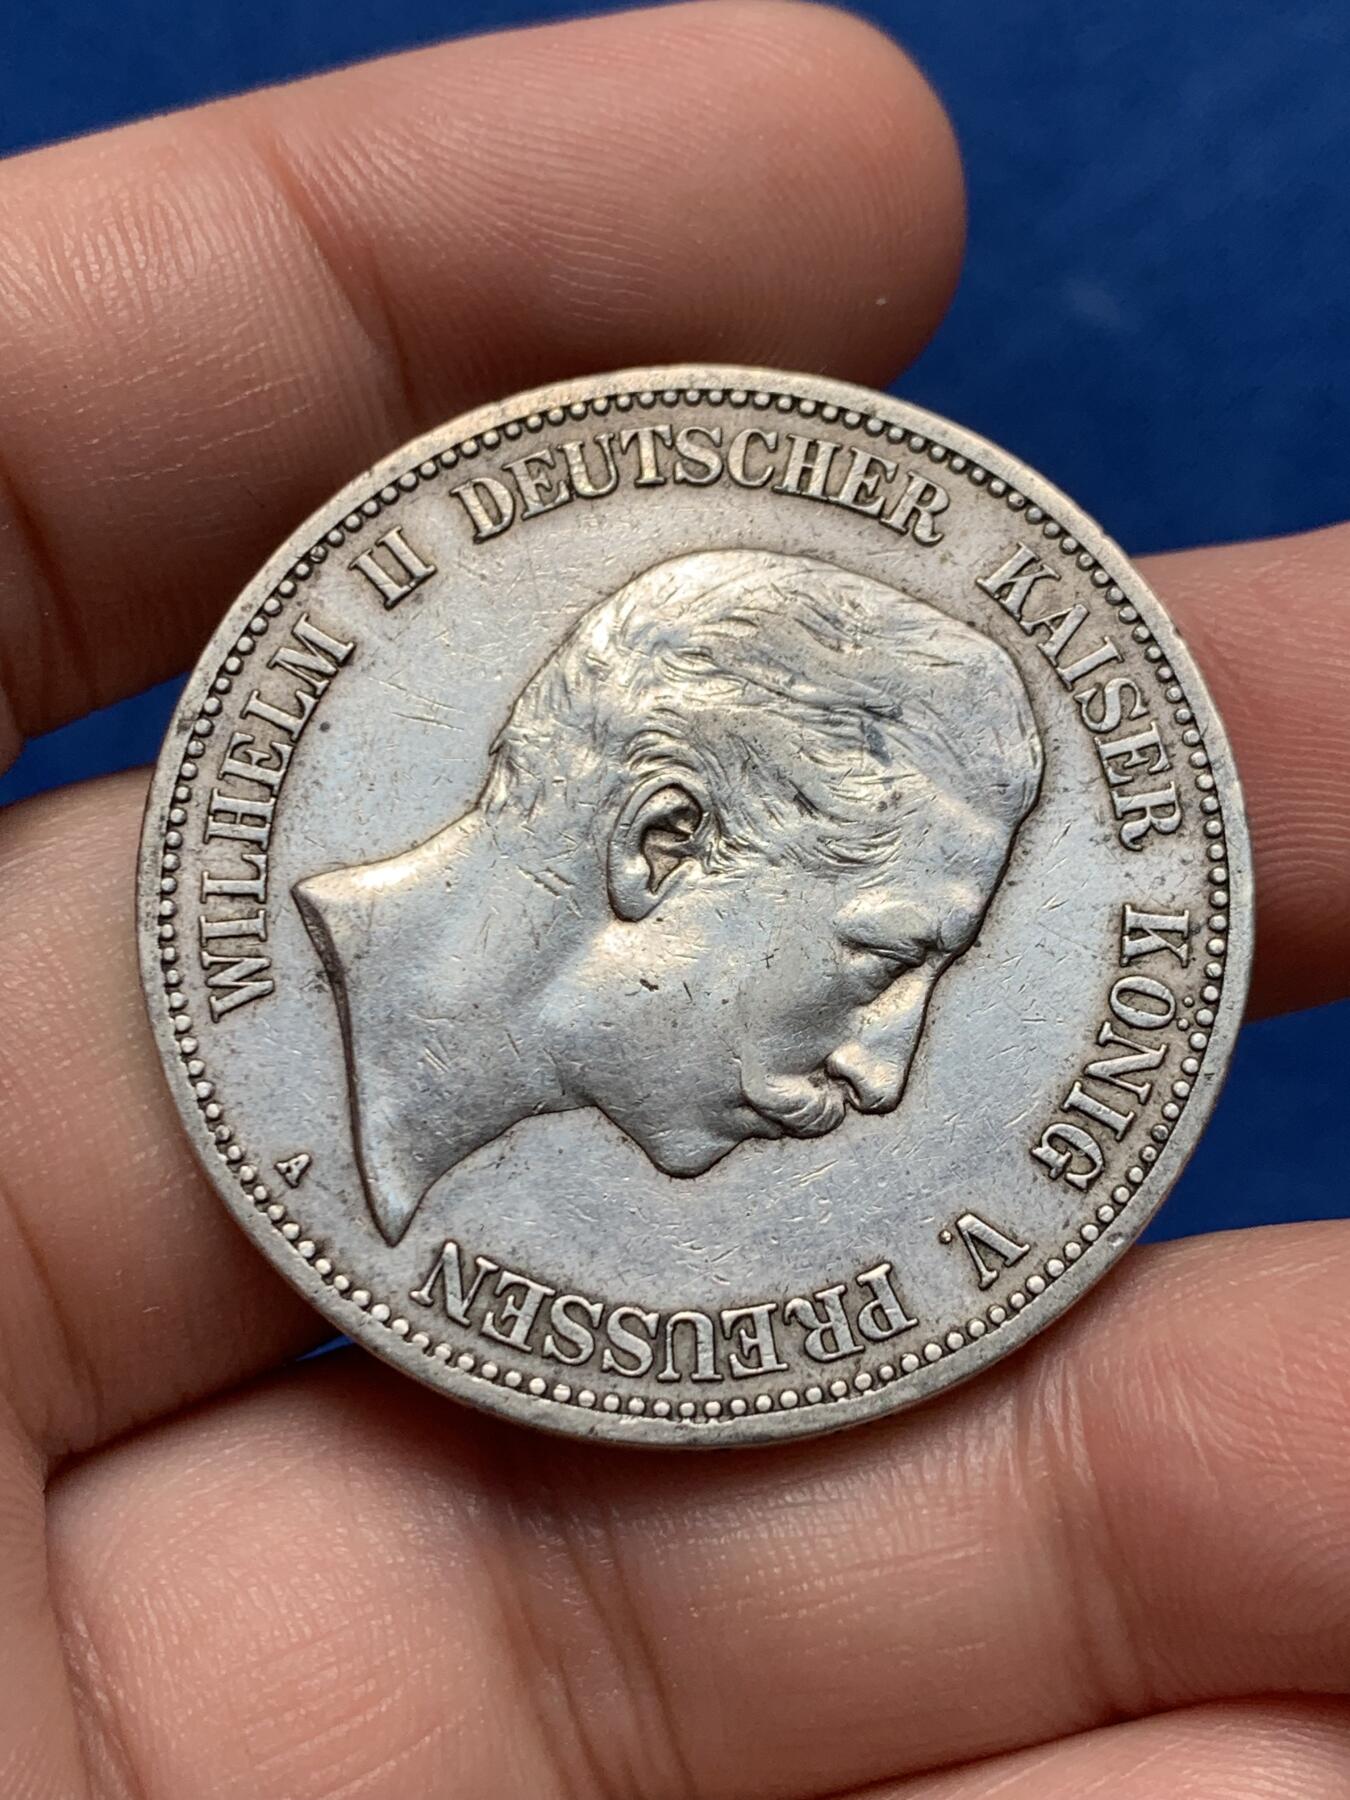 WILHELM II DEUTSCHER KAISER KÖNIG V. PREUSSEN
A